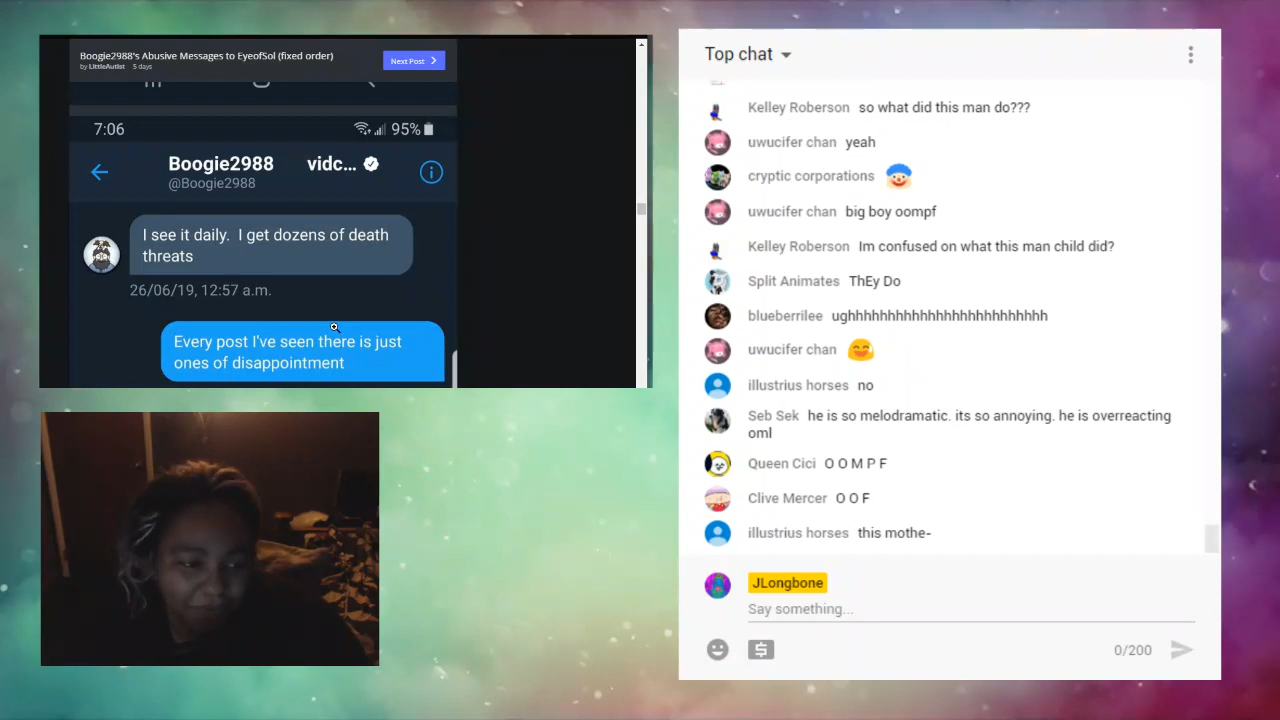 Boogie2988's Abusive Messages to EyeofSol (fixed order)
by LittleAutist 5 days
Next Post
7:06
95%
Boogie2988 vidc...
@Boogie2988
I see it daily. I get dozens of death
threats
26/06/19, 12:57 a.m.
Every post I've seen there is just
ones of disappointment
Top chat
Kelley Roberson so what did this man do???
uwucifer chan yeah
cryptic corporations
uwucifer chan big boy oompf
Kelley Roberson Im confused on what this man child did?
Split Animates ThEy Do
blueberrilee ughhhhhhhhhhhhhhhhhhhhhhhhhh
uwucifer chan
illustrius horses no
Seb Sek he is so melodramatic. its so annoying. he is overreacting
oml
Queen Cici O O M P F
Clive Mercer O O F
illustrius horses this mothe-
JLongbone
Say something...
0/200